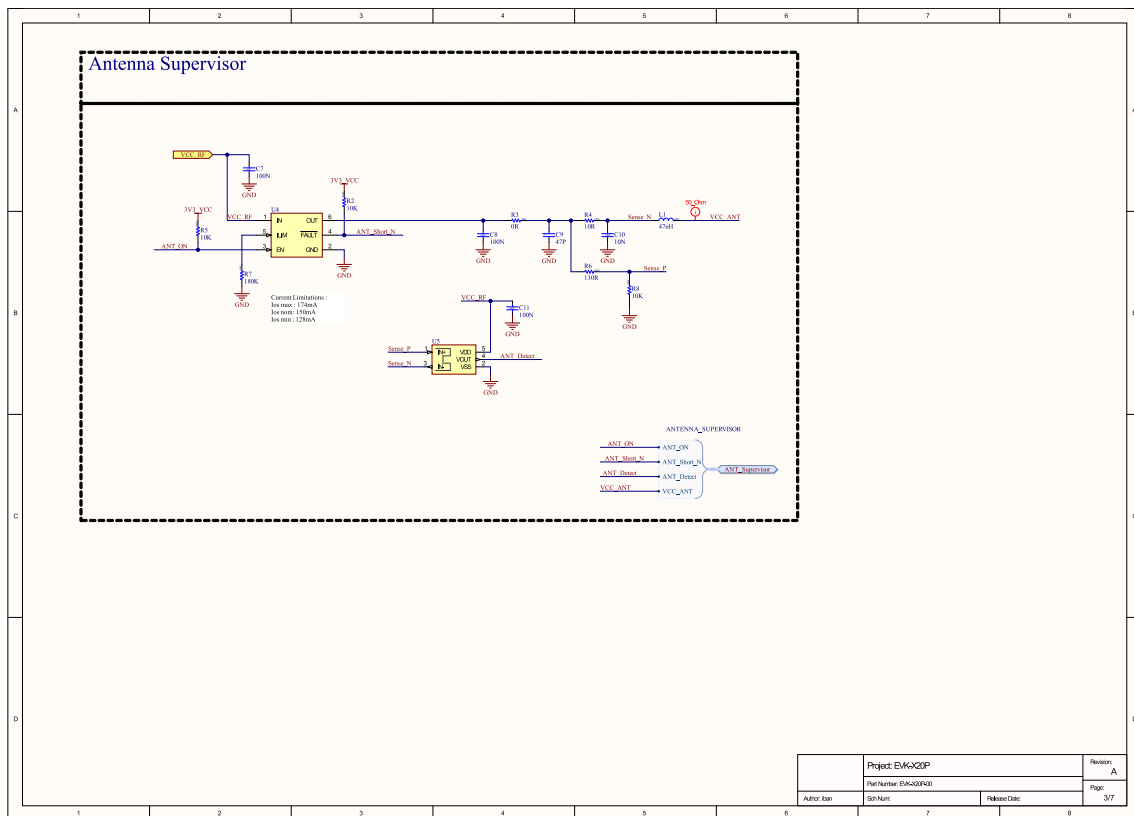 1 2 3 4 5 6 7 8
Antenna Supervisor
A
VCC_RF
C7
100N
GND
3V3_VCC
R2
10K
3V3_VCC
R5
10K
VCC_RF
U4
1 IN OUT 6
5 ILIM FAULT 4
3 EN GND 2
ANT_ON
ANT_Short_N
GND
R7
180K
GND
Current Limitations :
Ios max : 174mA
Ios nom: 150mA
Ios min : 128mA
C8
100N
GND
R3
0R
C9
47P
GND
R4
10R
C10
10N
GND
Sense_N
L1
47nH
50_Ohm
VCC_ANT
R6
130R
Sense_P
R8
10K
GND
B
VCC_RF
C11
100N
GND
U5
Sense_P 1 IN+ VDD 5
VOUT 4 ANT_Detect
Sense_N 3 IN- VSS 2
GND
ANTENNA_SUPERVISOR
ANT_ON ANT_ON
ANT_Short_N ANT_Short_N
ANT_Detect ANT_Detect
VCC_ANT VCC_ANT
ANT_Supervisor
C
D
Project: EVK-X20P
Revision:
A
Part Number: EVK-X20P-00
Page:
3/7
Author: iban
Sch Num:
Release Date:
1 2 3 4 5 6 7 8